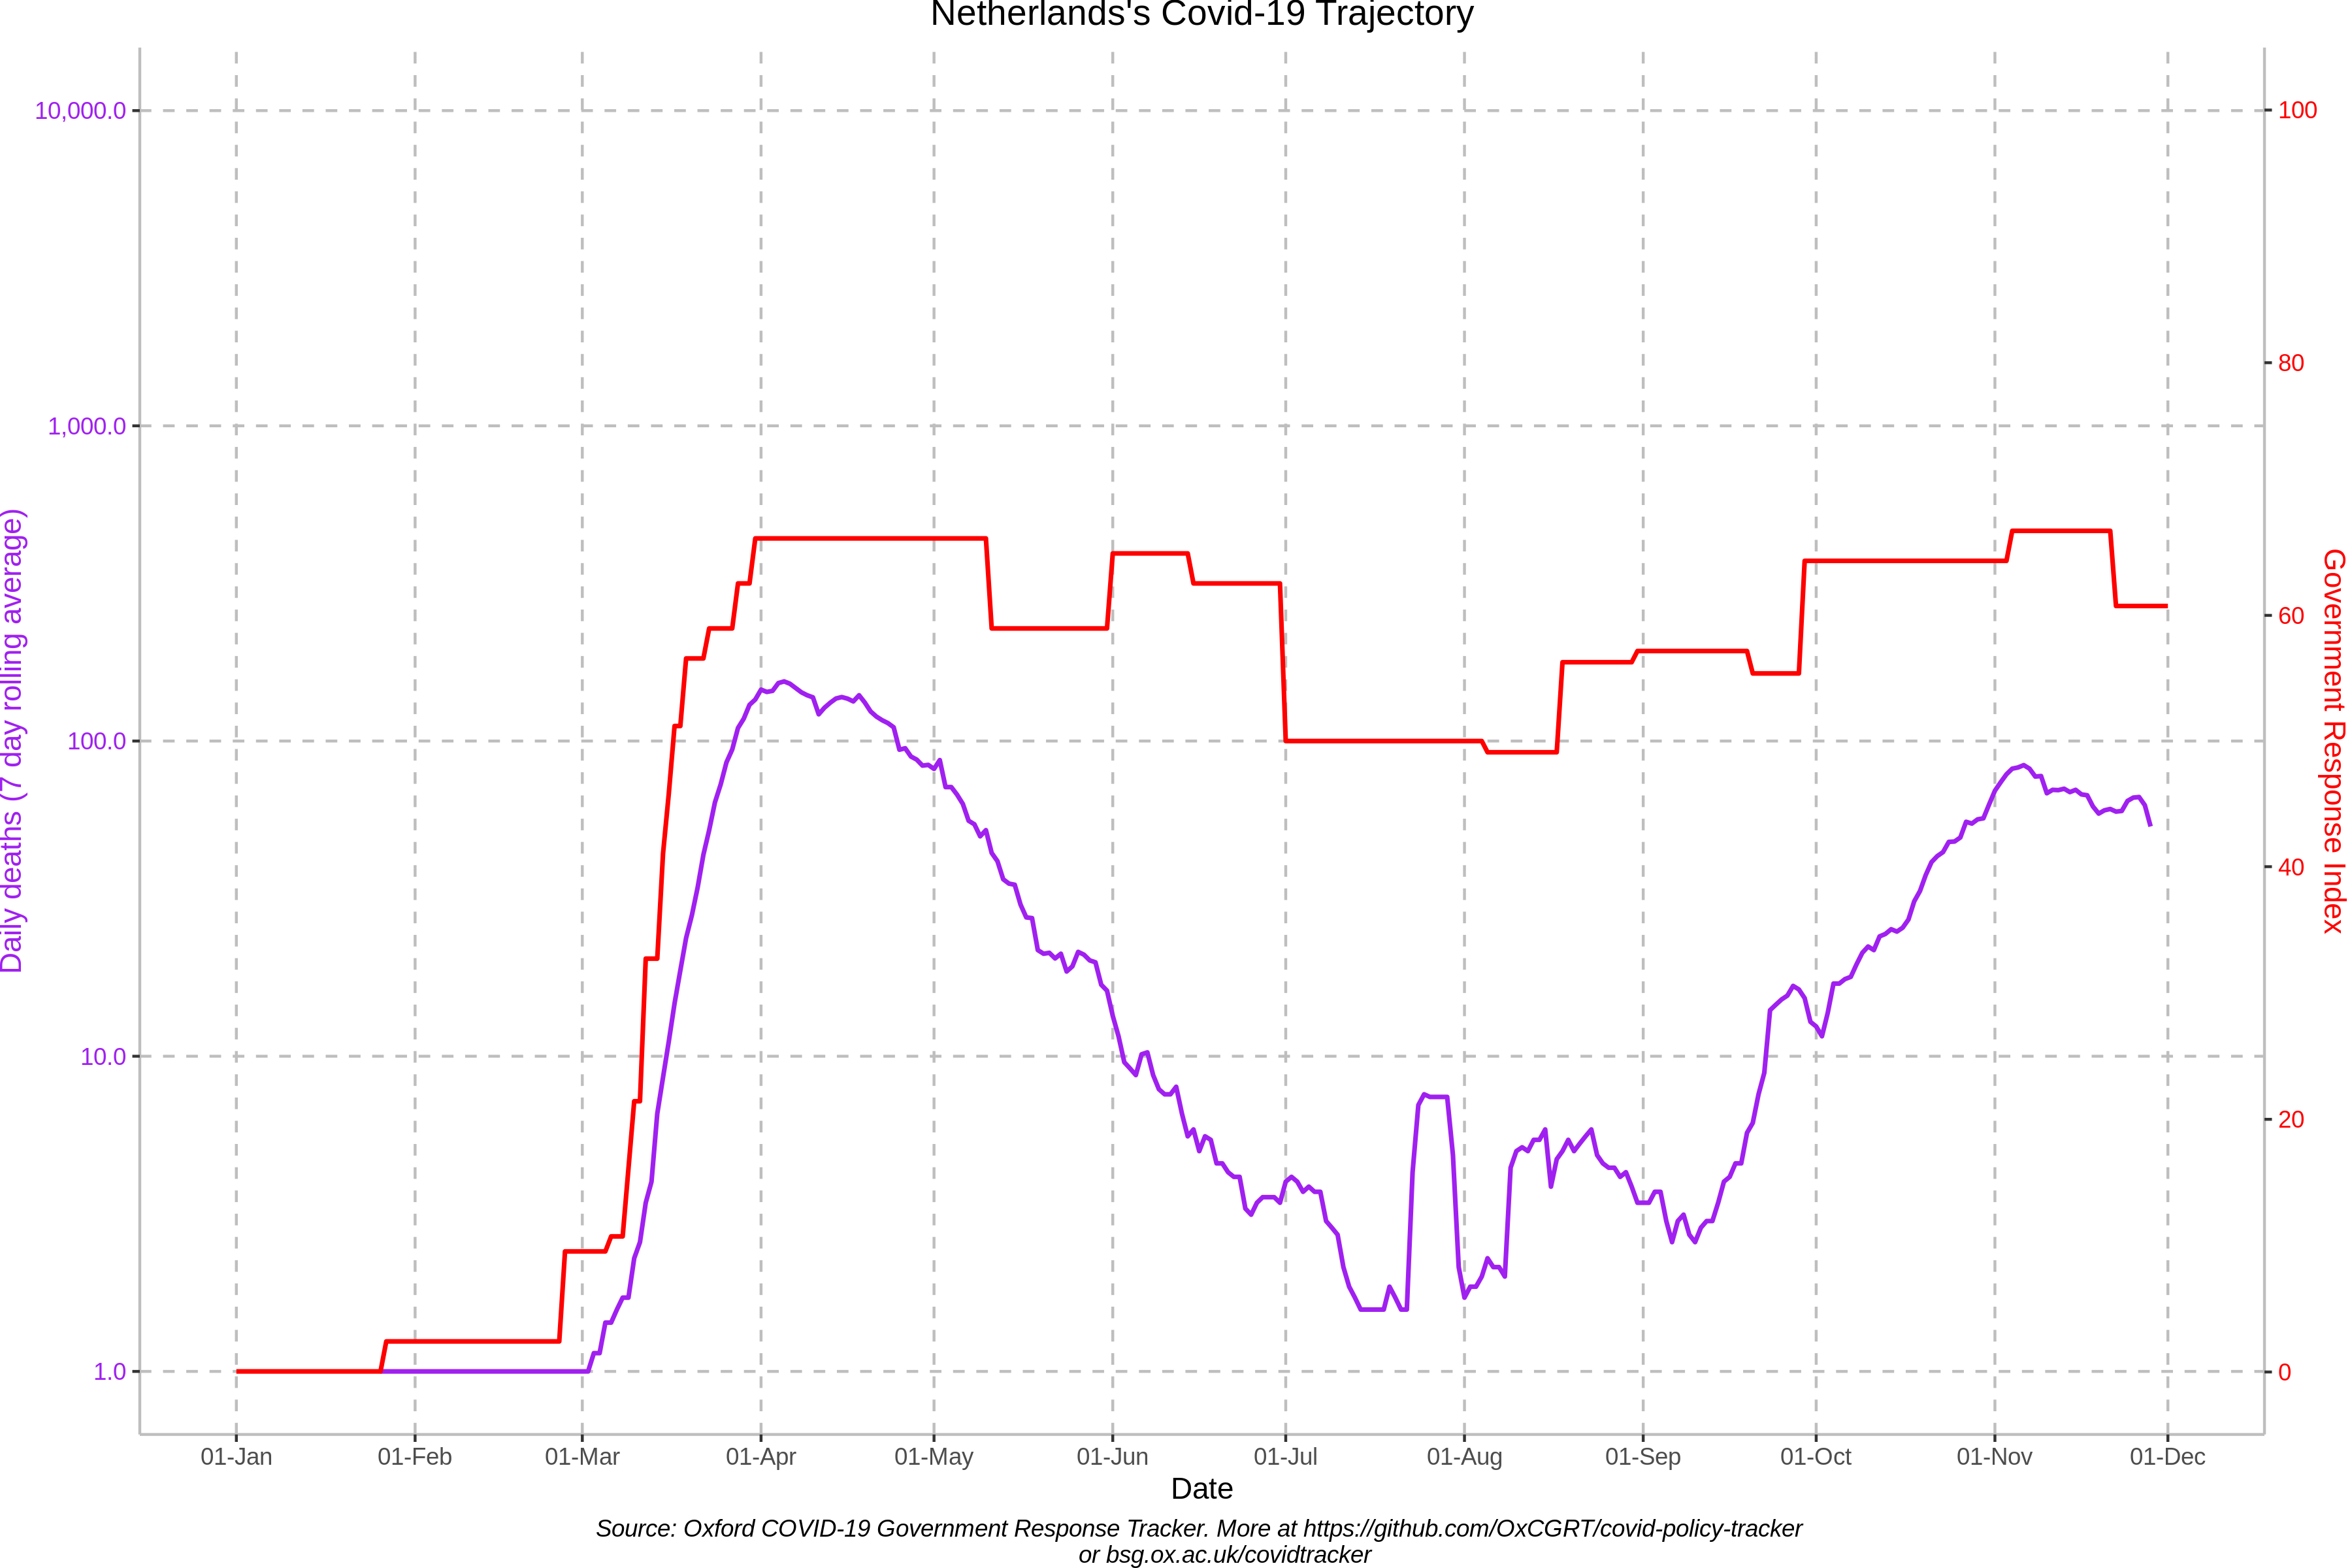 Netherlands's Covid-19 Trajectory
10,000.0
1,000.0
100.0
10.0
1.0
Daily deaths (7 day rolling average)
100
80
60
40
20
0
Government Response Index
01-Jan
01-Feb
01-Mar
01-Apr
01-May
01-Jun
01-Jul
01-Aug
01-Sep
01-Oct
01-Nov
01-Dec
Date
Source: Oxford COVID-19 Government Response Tracker. More at https://github.com/OxCGRT/covid-policy-tracker
or bsg.ox.ac.uk/covidtracker